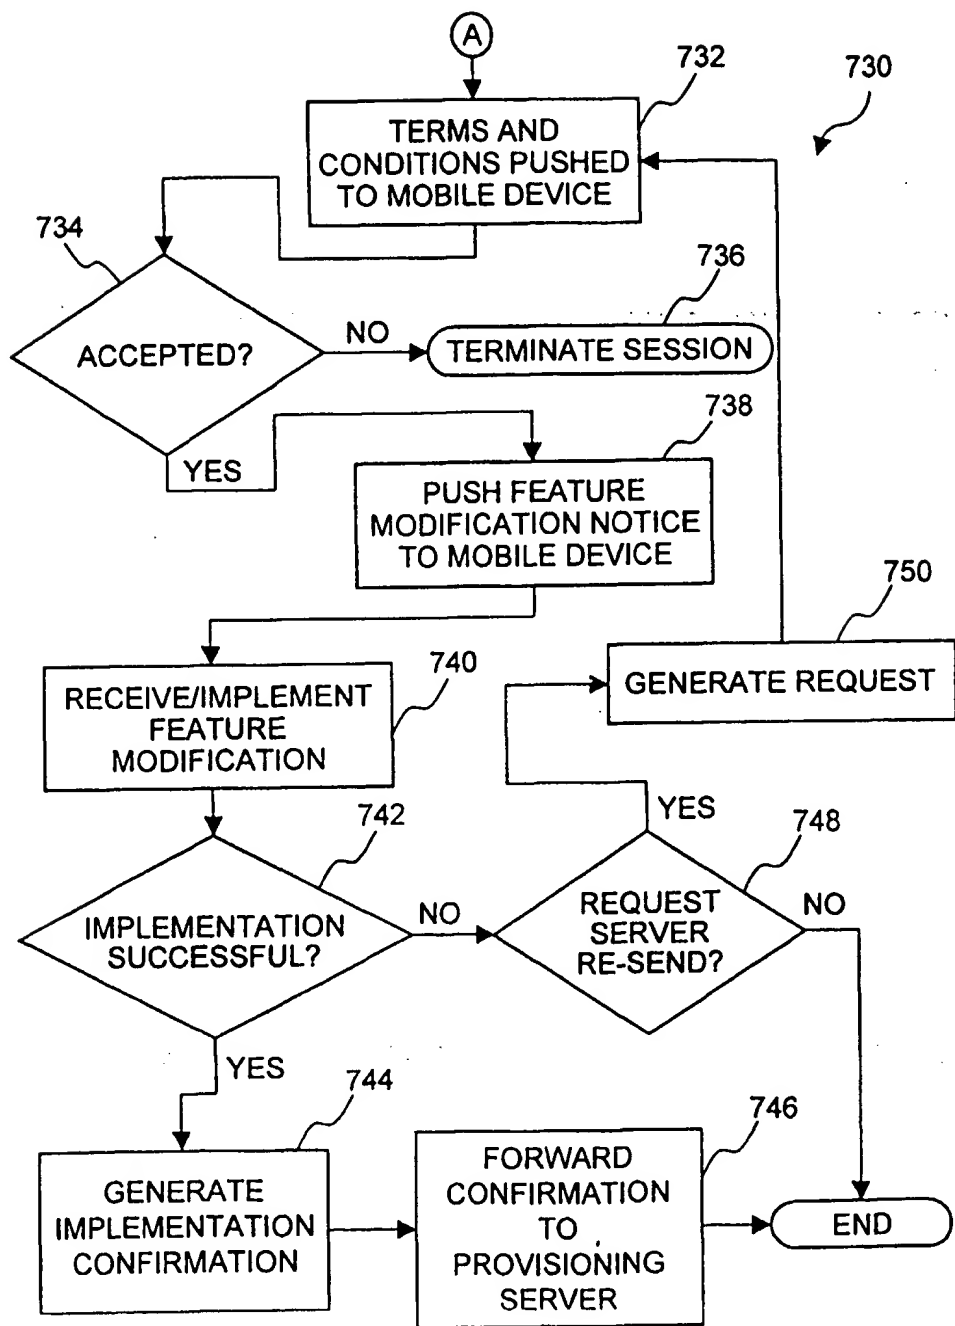 A
732
730
TERMS AND
CONDITIONS PUSHED
TO MOBILE DEVICE
734
736
ACCEPTED?
NO
TERMINATE SESSION
738
YES
PUSH FEATURE
MODIFICATION NOTICE
TO MOBILE DEVICE
750
GENERATE REQUEST
740
RECEIVE/IMPLEMENT
FEATURE
MODIFICATION
742
YES
748
IMPLEMENTATION
SUCCESSFUL?
NO
REQUEST
SERVER
RE-SEND?
NO
YES
744
746
GENERATE
IMPLEMENTATION
CONFIRMATION
FORWARD
CONFIRMATION
TO
PROVISIONING
SERVER
END